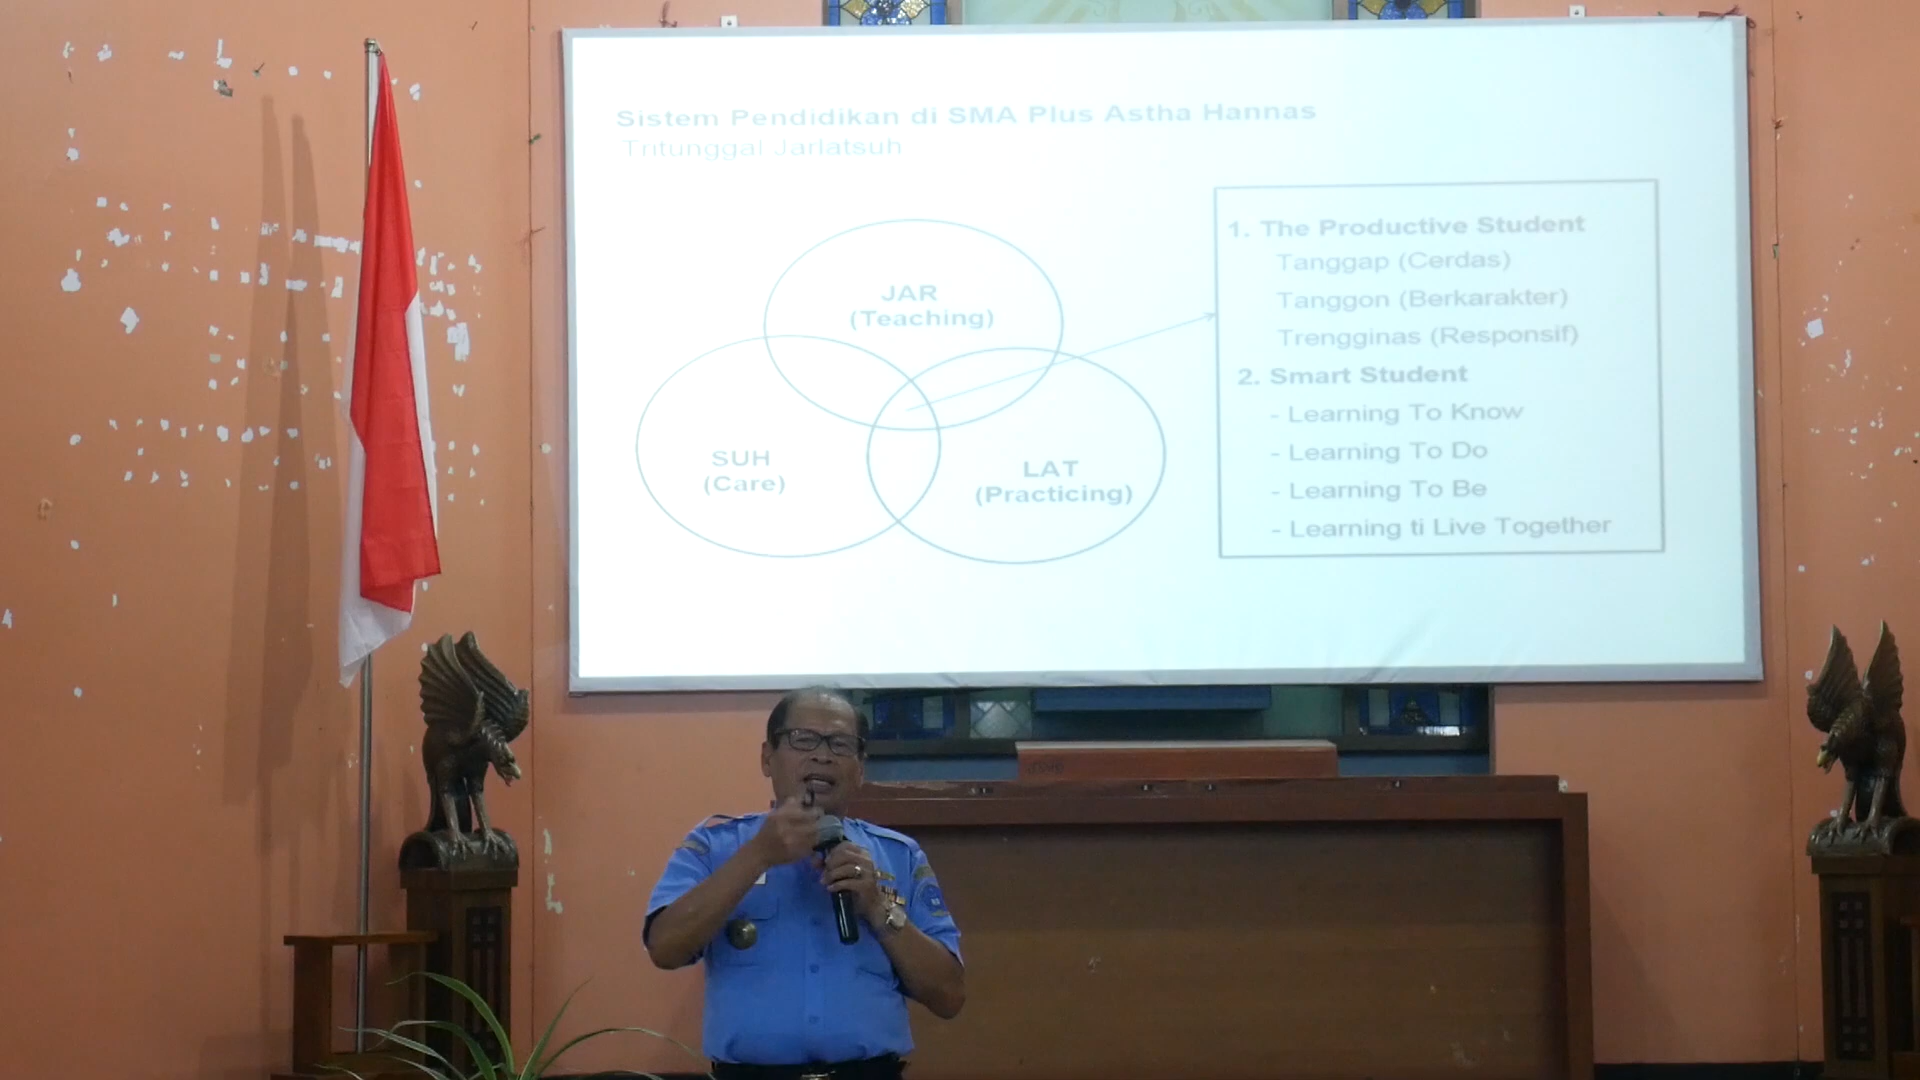 Sistem Pendidikan di SMA Plus Astha Hannas
Tritunggal Jarlatsuh
JAR
(Teaching)
SUH
(Care)
LAT
(Practicing)
1. The Productive Student
Tanggap (Cerdas)
Tanggon (Berkarakter)
Trengginas (Responsif)
2. Smart Student
- Learning To Know
- Learning To Do
- Learning To Be
- Learning ti Live Together